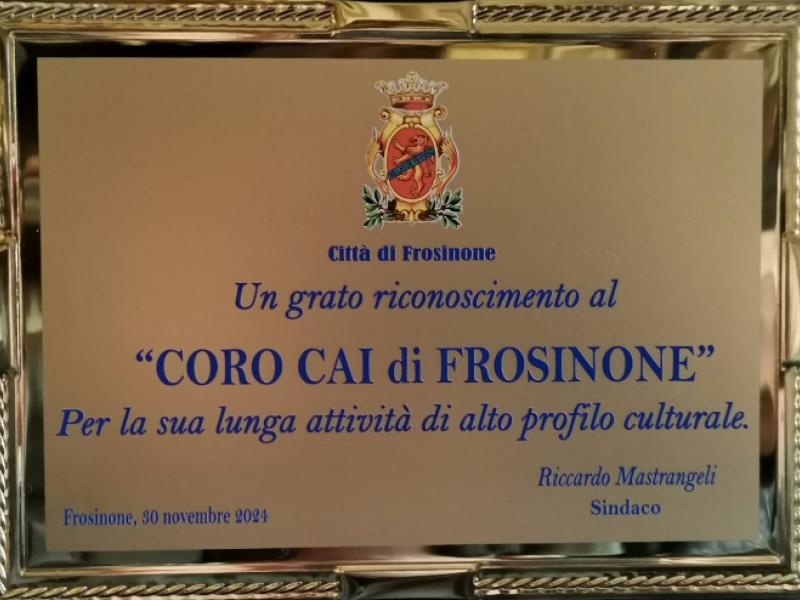 Città di Frosinone
Un grato riconoscimento al
“CORO CAI di FROSINONE”
Per la sua lunga attività di alto profilo culturale.
Riccardo Mastrangeli
Sindaco
Frosinone, 30 novembre 2024